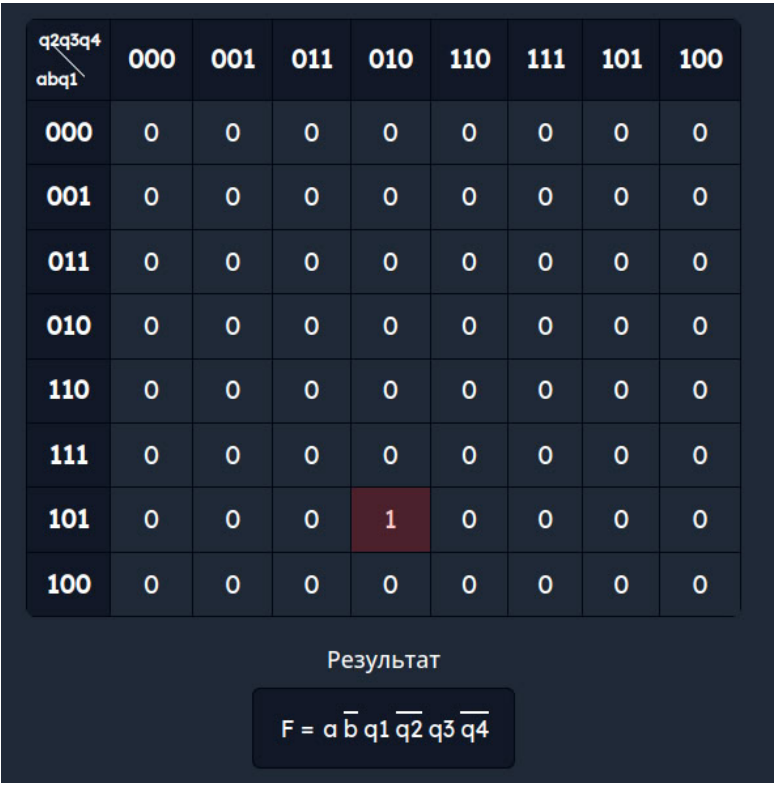 q2q3q4
abq1
000 001 011 010 110 111 101 100
000 0 0 0 0 0 0 0 0
001 0 0 0 0 0 0 0 0
011 0 0 0 0 0 0 0 0
010 0 0 0 0 0 0 0 0
110 0 0 0 0 0 0 0 0
111 0 0 0 0 0 0 0 0
101 0 0 0 1 0 0 0 0
100 0 0 0 0 0 0 0 0
Результат
F = a b̅ q1 q̅2̅ q3 q̅4̅